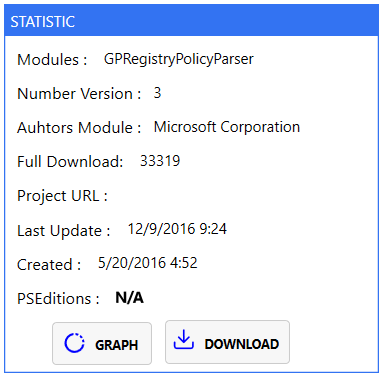 STATISTIC
Modules : GPRegistryPolicyParser
Number Version : 3
Auhtors Module : Microsoft Corporation
Full Download: 33319
Project URL :
Last Update : 12/9/2016 9:24
Created : 5/20/2016 4:52
PSEditions : N/A
GRAPH DOWNLOAD